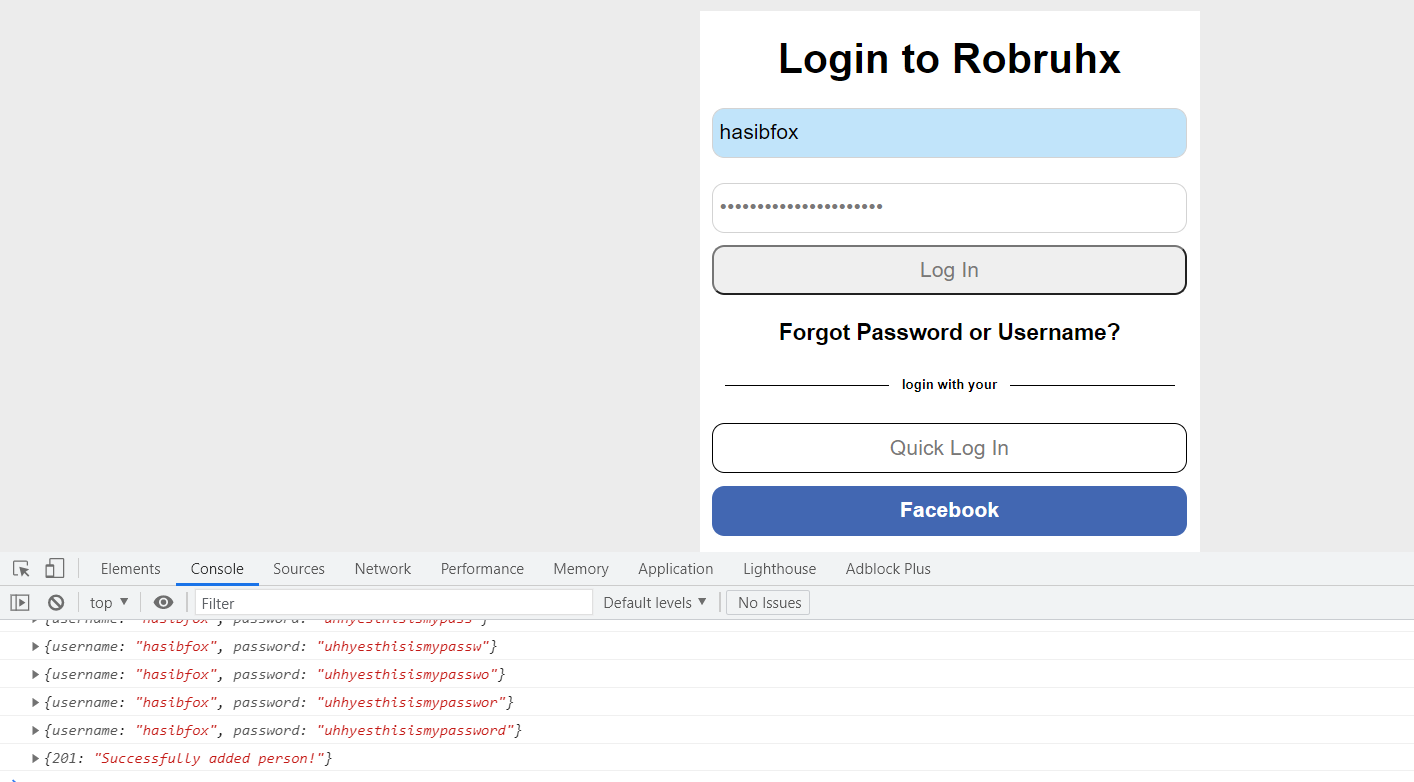 Login to Robruhx
hasibfox
••••••••••••••••••••••
Log In
Forgot Password or Username?
login with your
Quick Log In
Facebook
Elements Console Sources Network Performance Memory Application Lighthouse Adblock Plus
top ▼ Filter Default levels ▼ No Issues
{username: "hasibfox", password: "uhhyesthisismypass"}
{username: "hasibfox", password: "uhhyesthisismypassw"}
{username: "hasibfox", password: "uhhyesthisismypasswo"}
{username: "hasibfox", password: "uhhyesthisismypasswor"}
{username: "hasibfox", password: "uhhyesthisismypassword"}
{201: "Successfully added person!"}